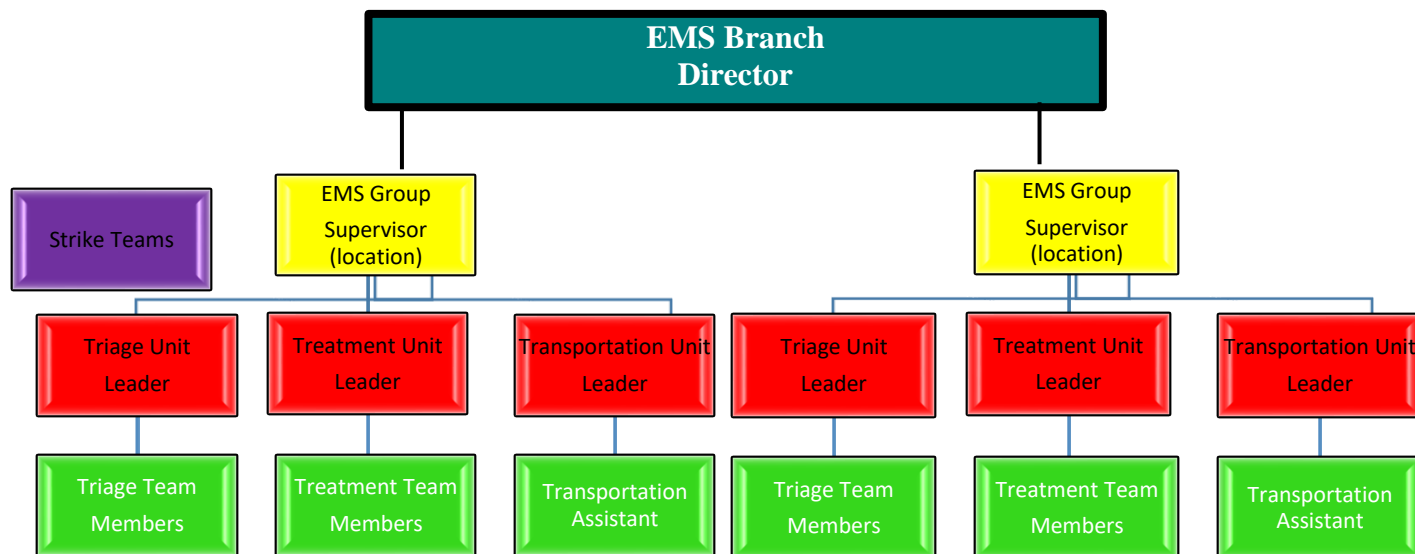 EMS Branch
Director
EMS Group
Supervisor
(location)
EMS Group
Supervisor
(location)
Strike Teams
Triage Unit
Leader
Treatment Unit
Leader
Transportation Unit
Leader
Triage Unit
Leader
Treatment Unit
Leader
Transportation Unit
Leader
Triage Team
Members
Treatment Team
Members
Transportation
Assistant
Triage Team
Members
Treatment Team
Members
Transportation
Assistant